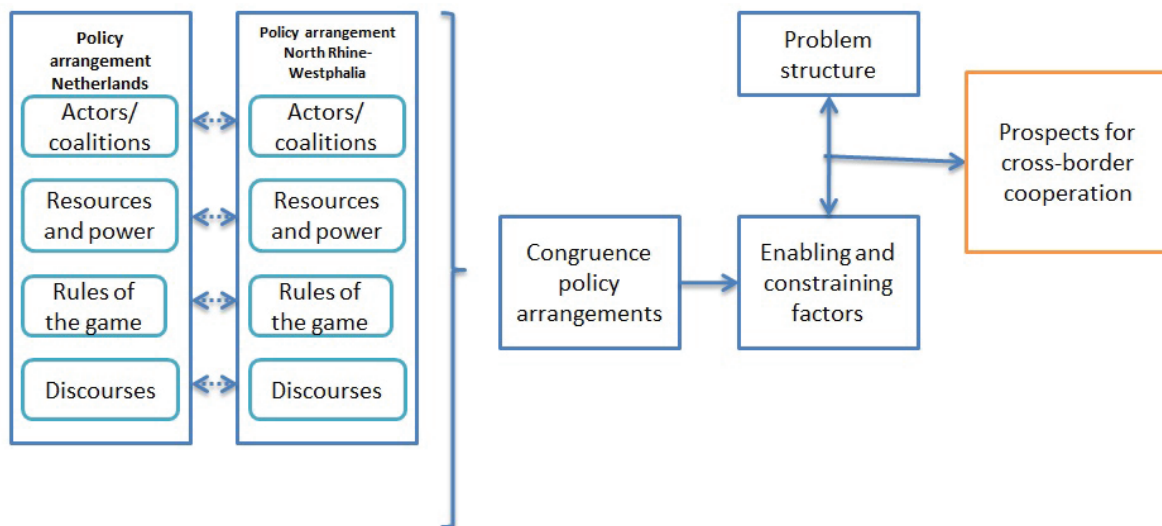 Policy
arrangement
Netherlands
Actors/
coalitions
Resources
and power
Rules of
the game
Discourses
Policy arrangement
North Rhine-
Westphalia
Actors/
coalitions
Resources
and power
Rules of
the game
Discourses
Congruence
policy
arrangements
Problem
structure
Enabling and
constraining
factors
Prospects for
cross-border
cooperation